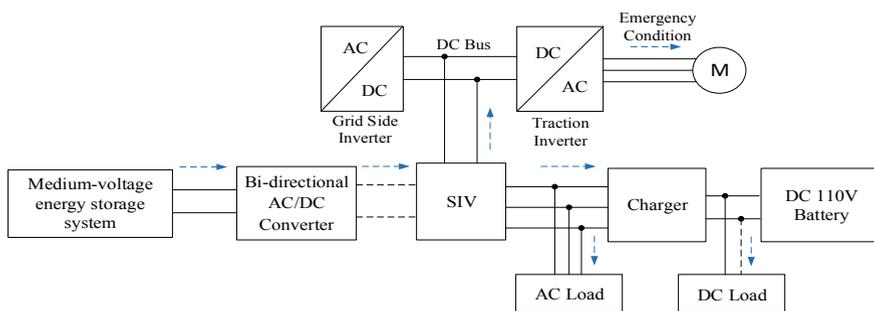 Emergency
Condition
AC
DC
DC Bus
DC
AC
M
Grid Side
Inverter
Traction
Inverter
Medium-voltage
energy storage
system
Bi-directional
AC/DC
Converter
SIV
Charger
DC 110V
Battery
AC Load
DC Load